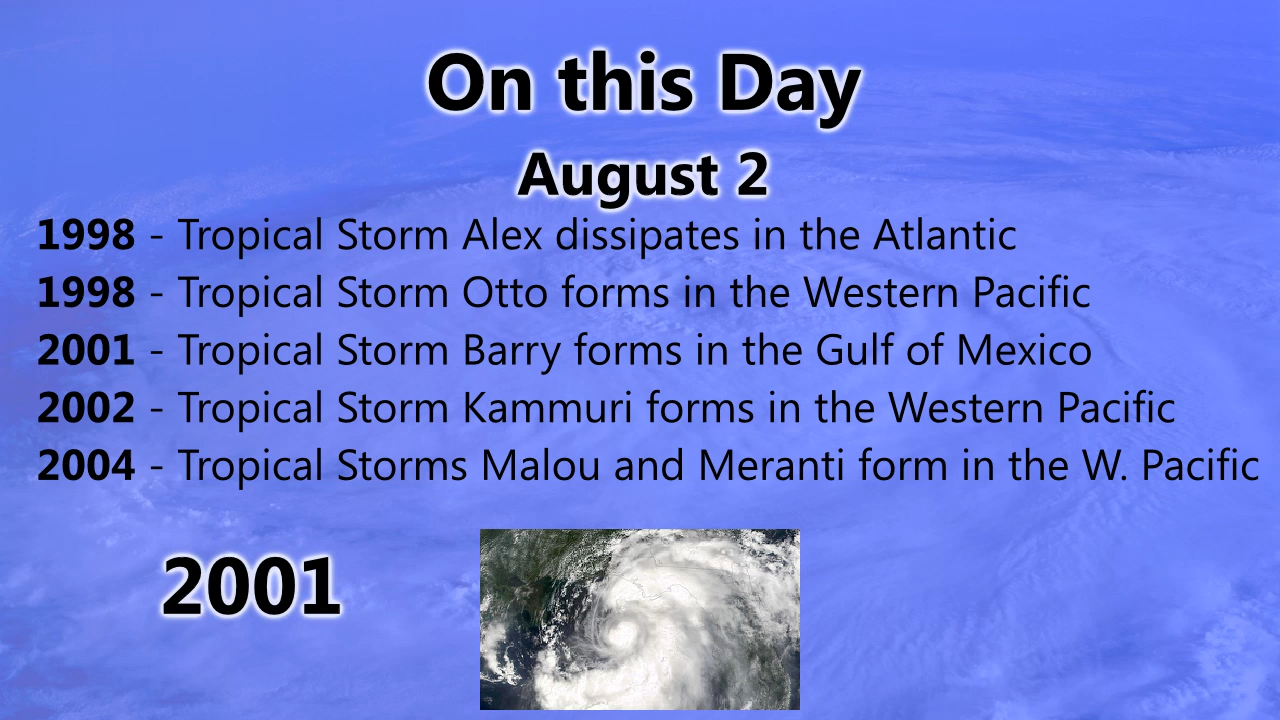 On this Day
August 2
1998 - Tropical Storm Alex dissipates in the Atlantic
1998 - Tropical Storm Otto forms in the Western Pacific
2001 - Tropical Storm Barry forms in the Gulf of Mexico
2002 - Tropical Storm Kammuri forms in the Western Pacific
2004 - Tropical Storms Malou and Meranti form in the W. Pacific
2001